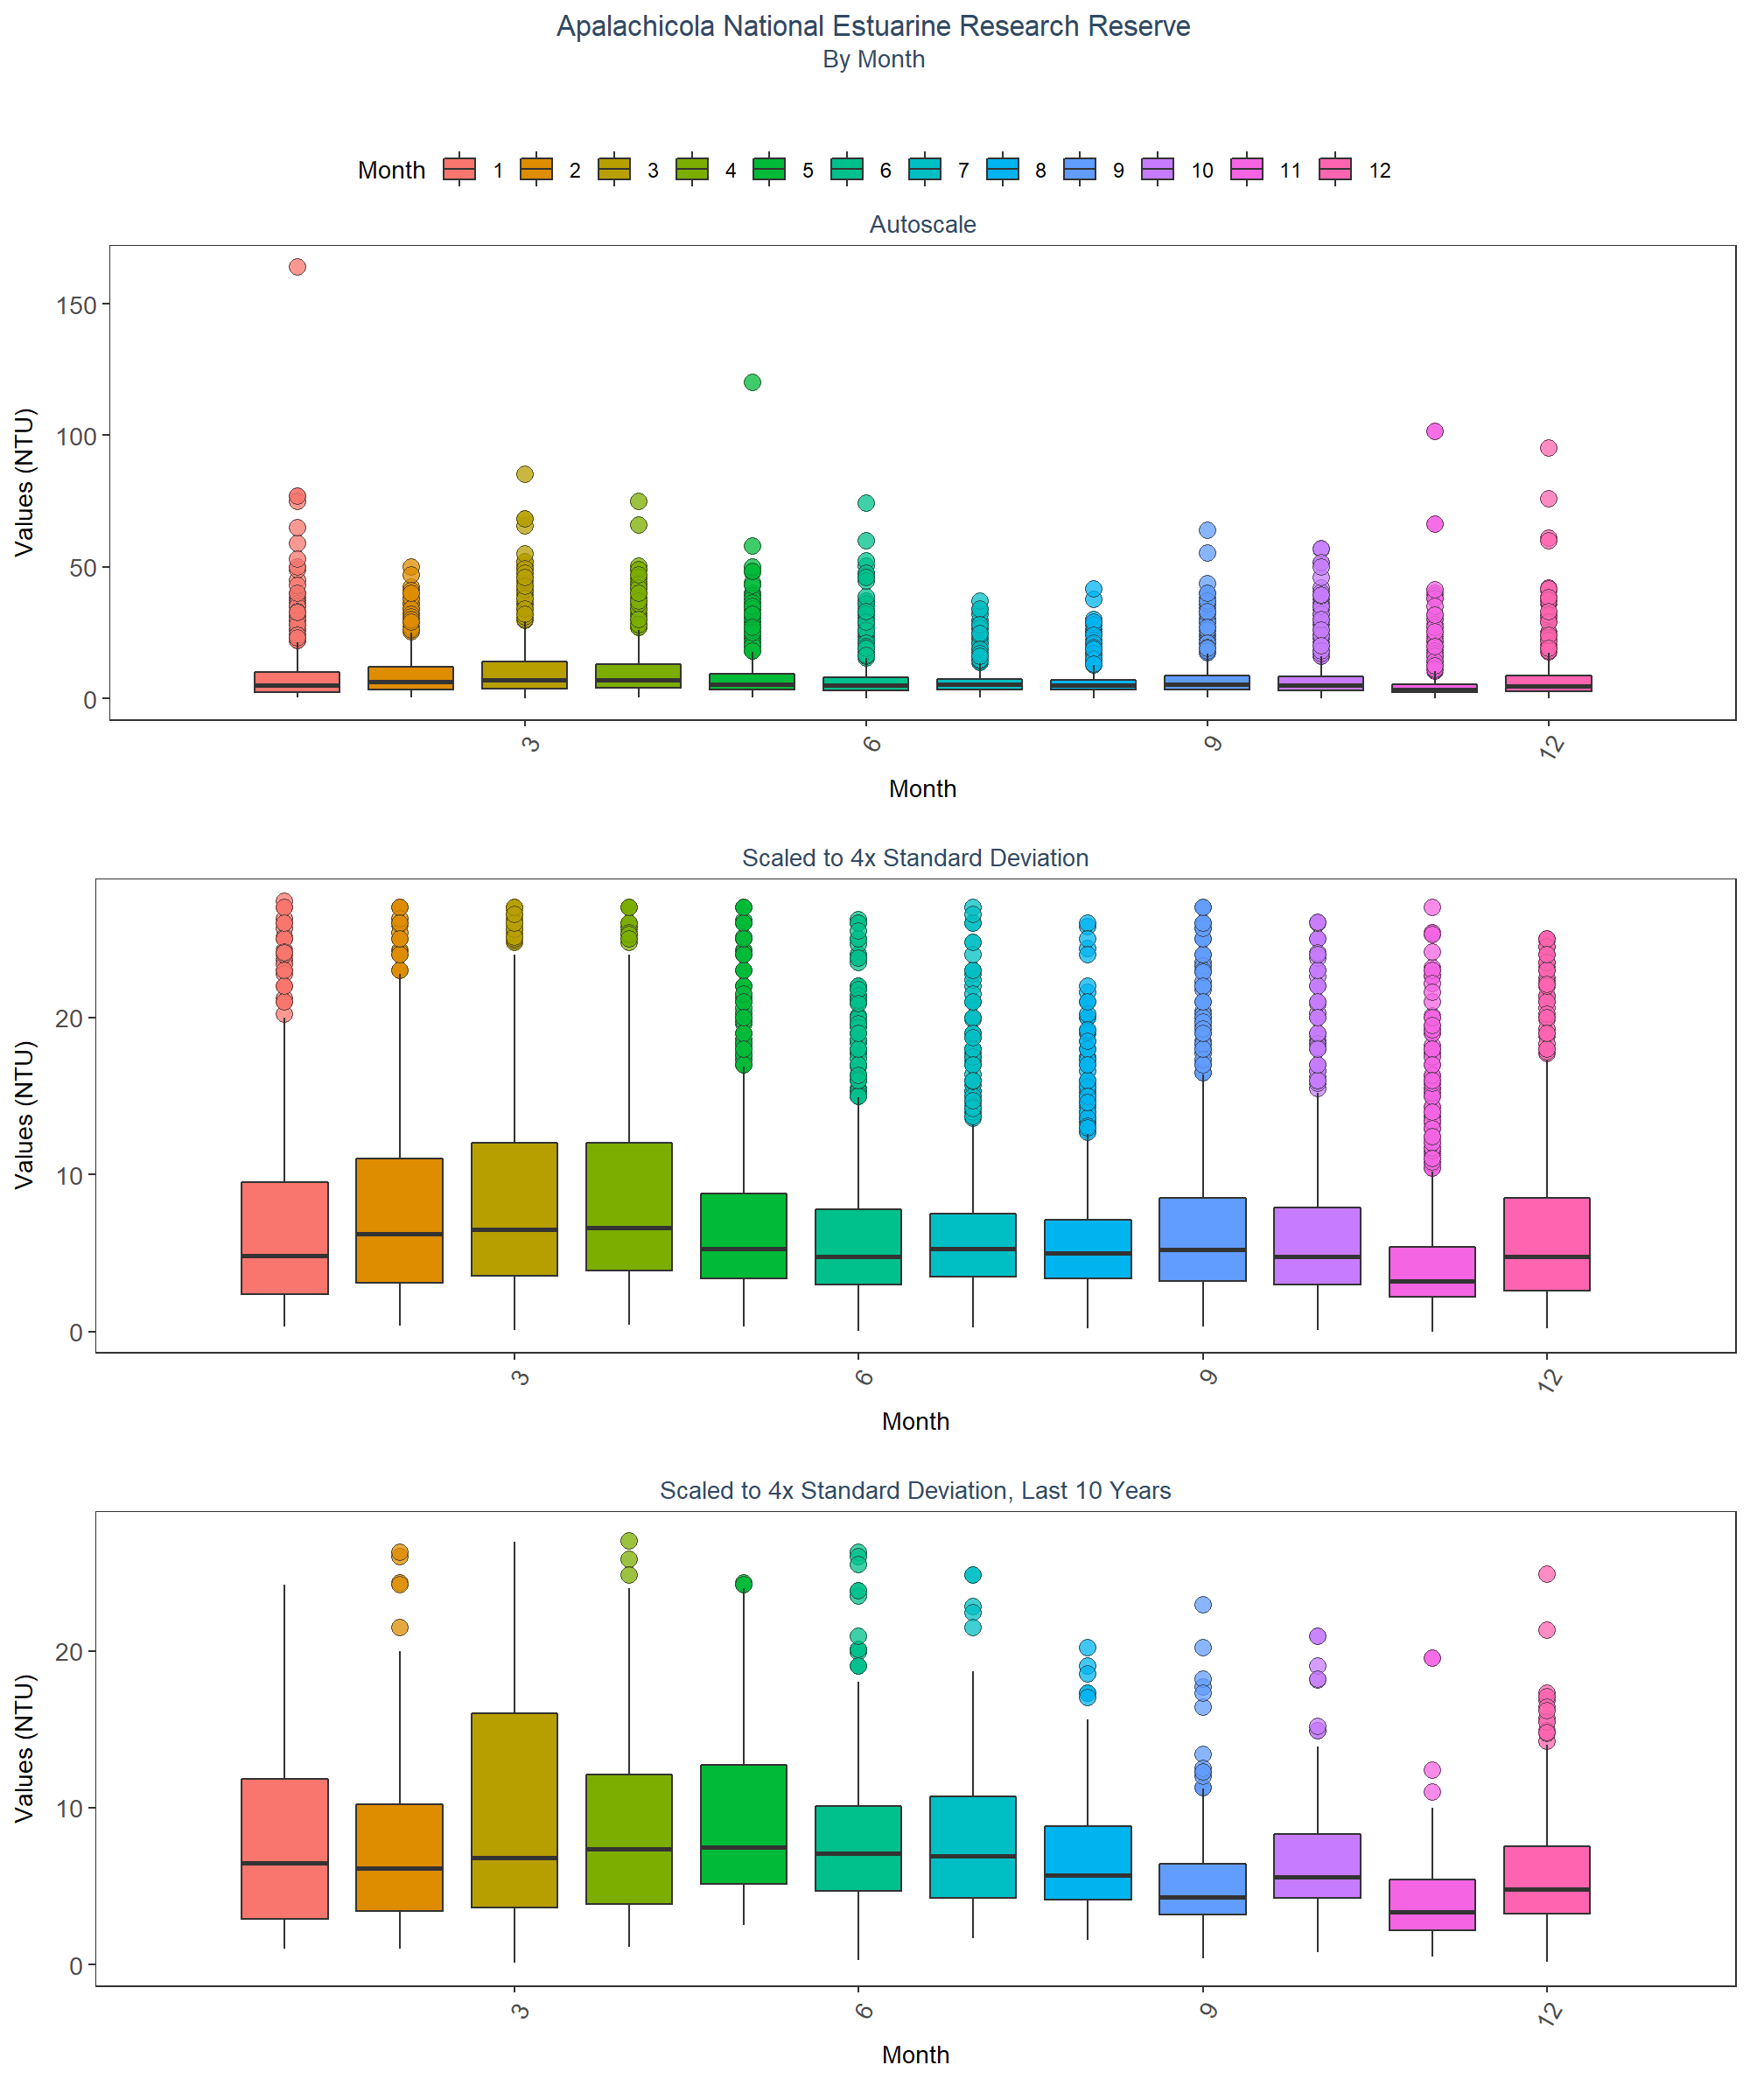 Apalachicola National Estuarine Research Reserve
By Month
Month 1 2 3 4 5 6 7 8 9 10 11 12
Autoscale
Values (NTU)
150
100
50
0
3 6 9 12
Month
Scaled to 4x Standard Deviation
Values (NTU)
20
10
0
3 6 9 12
Month
Scaled to 4x Standard Deviation, Last 10 Years
Values (NTU)
20
10
0
3 6 9 12
Month